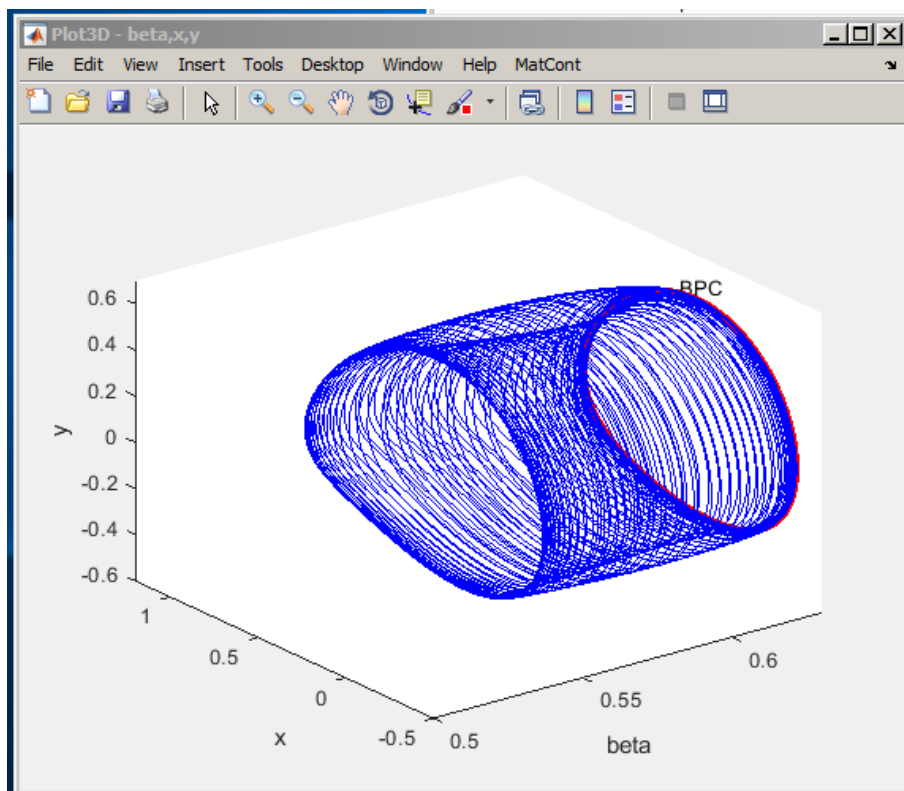 Plot3D - beta,x,y
File Edit View Insert Tools Desktop Window Help MatCont
BPC
0.6
0.4
0.2
0
-0.2
-0.4
-0.6
y
1
0.5
0
-0.5
x
0.5
0.55
0.6
beta